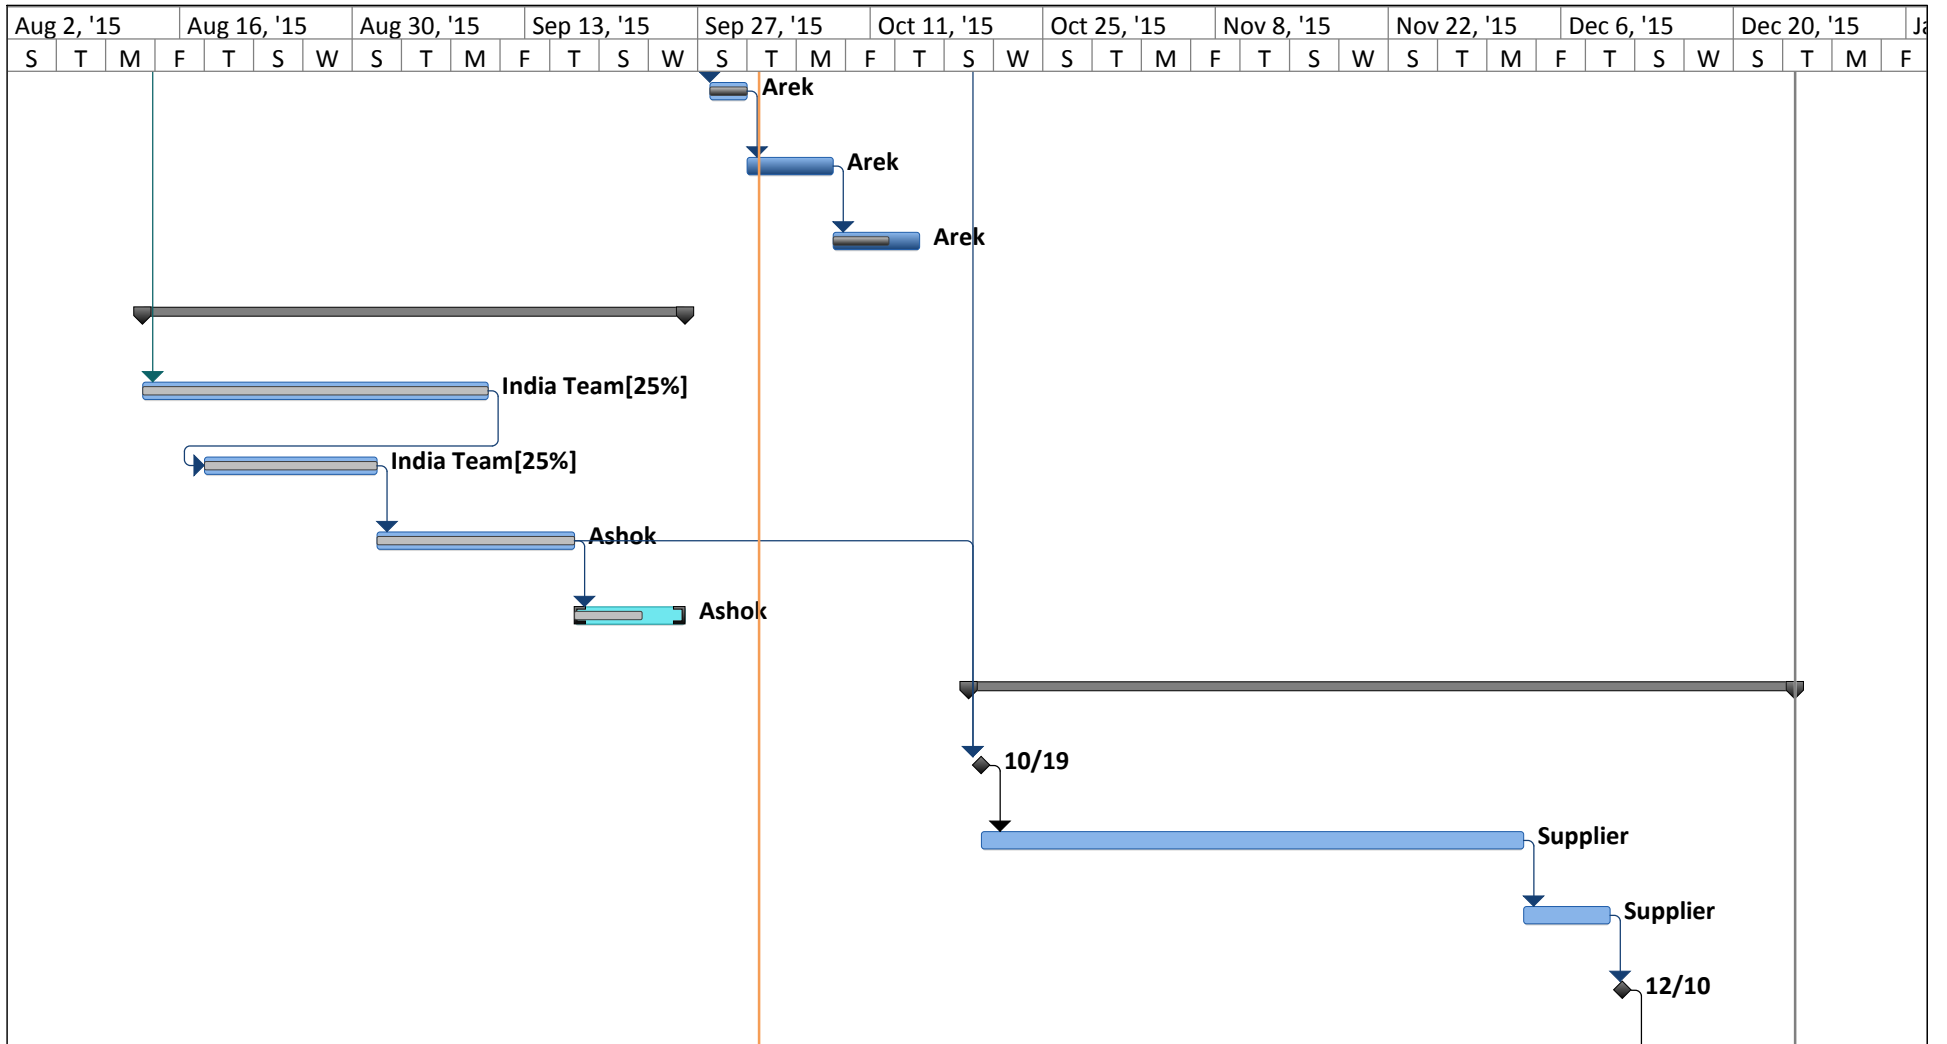 Aug 2, '15 Aug 16, '15 Aug 30, '15 Sep 13, '15 Sep 27, '15 Oct 11, '15 Oct 25, '15 Nov 8, '15 Nov 22, '15 Dec 6, '15 Dec 20, '15
S T M F T S W S T M F T S W S T M F T S W S T M F T S W S T M F T S W S T M F
Arek
Arek
Arek
India Team[25%]
India Team[25%]
Ashok
Ashok
10/19
Supplier
Supplier
12/10